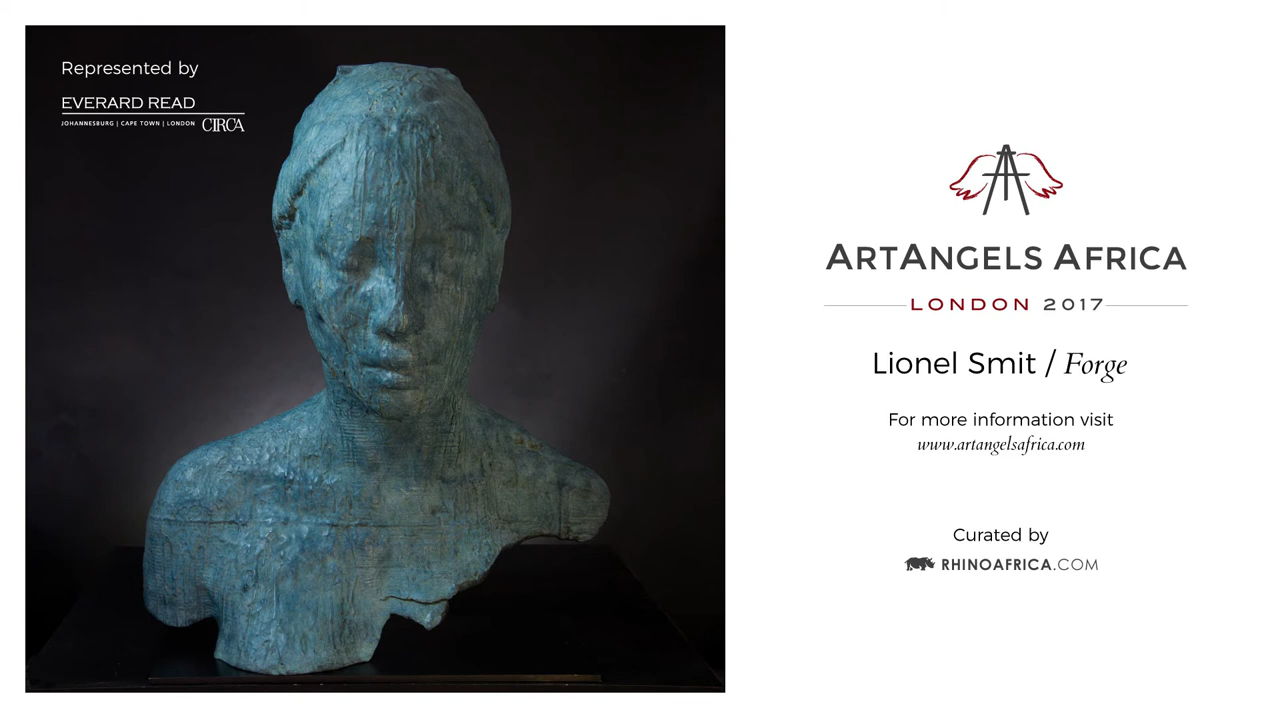 Represented by
EVERARD READ
JOHANNESBURG | CAPE TOWN | LONDON CIRCA
ARTANGELS AFRICA
LONDON 2017
Lionel Smit / Forge
For more information visit
www.artangelsafrica.com
Curated by
RHINOAFRICA.COM